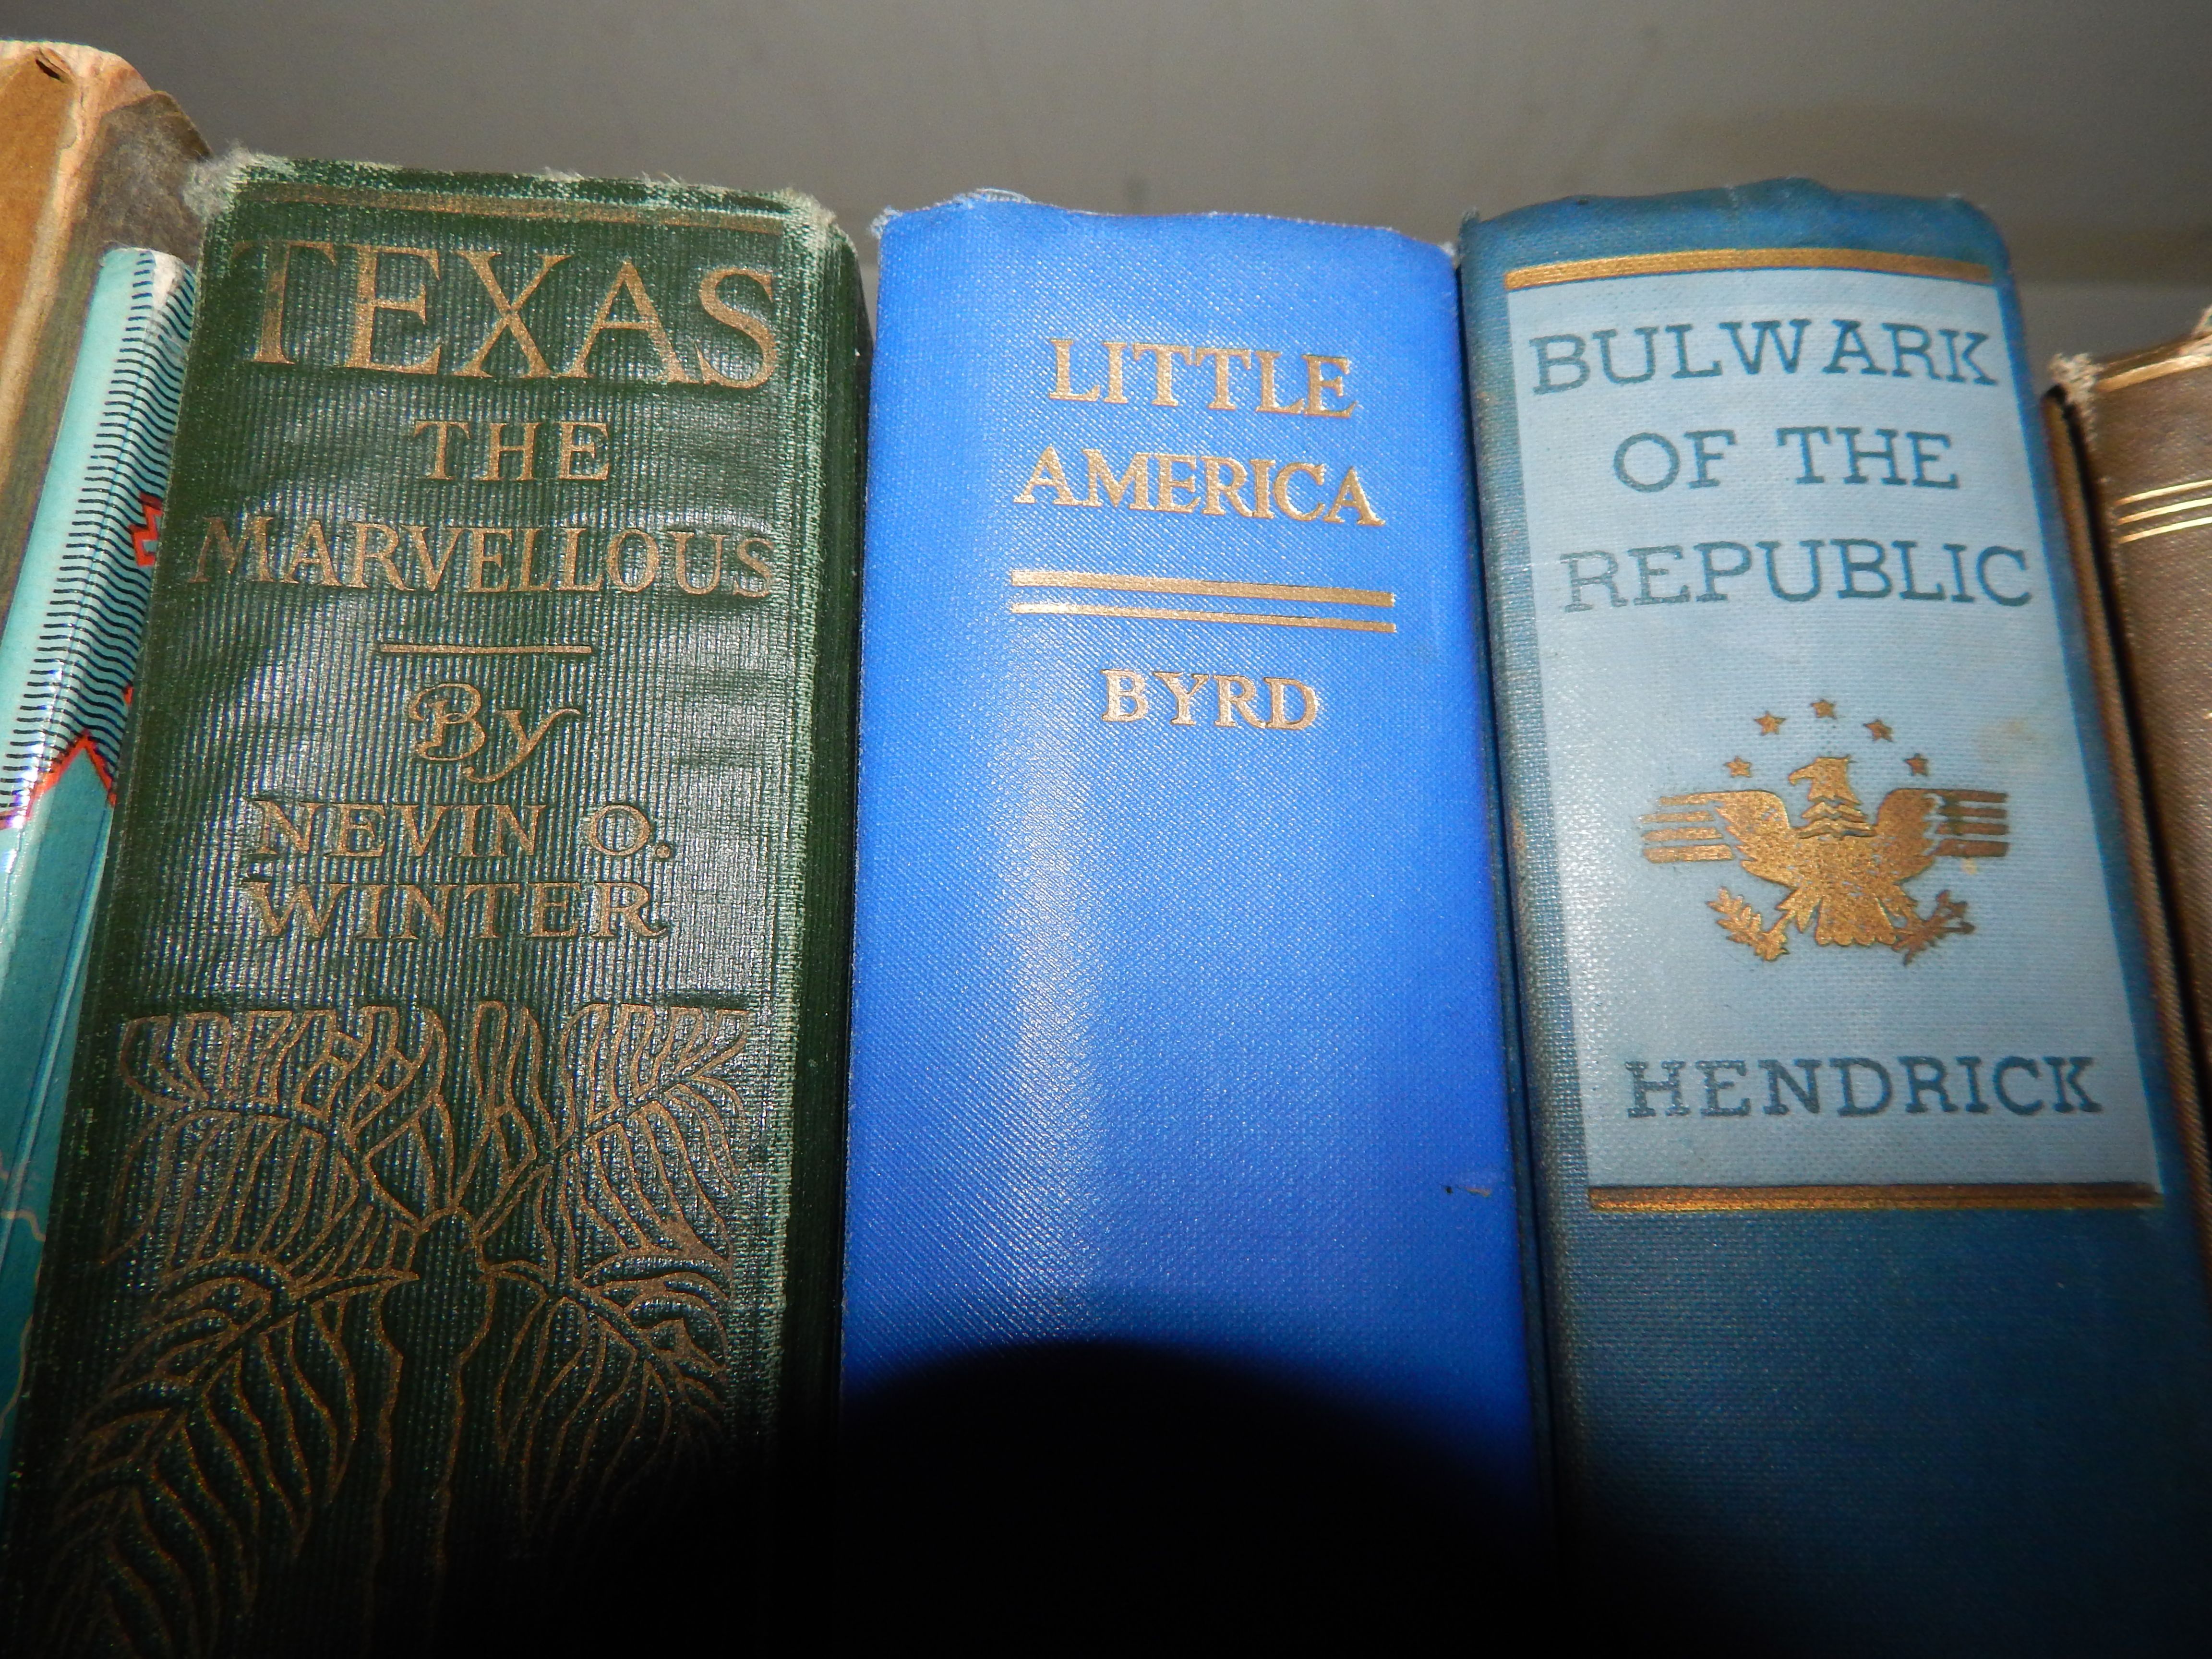 TEXAS
THE
MARVELLOUS
By
NEVIN O.
WINTER
LITTLE
AMERICA
BYRD
BULWARK
OF THE
REPUBLIC
HENDRICK